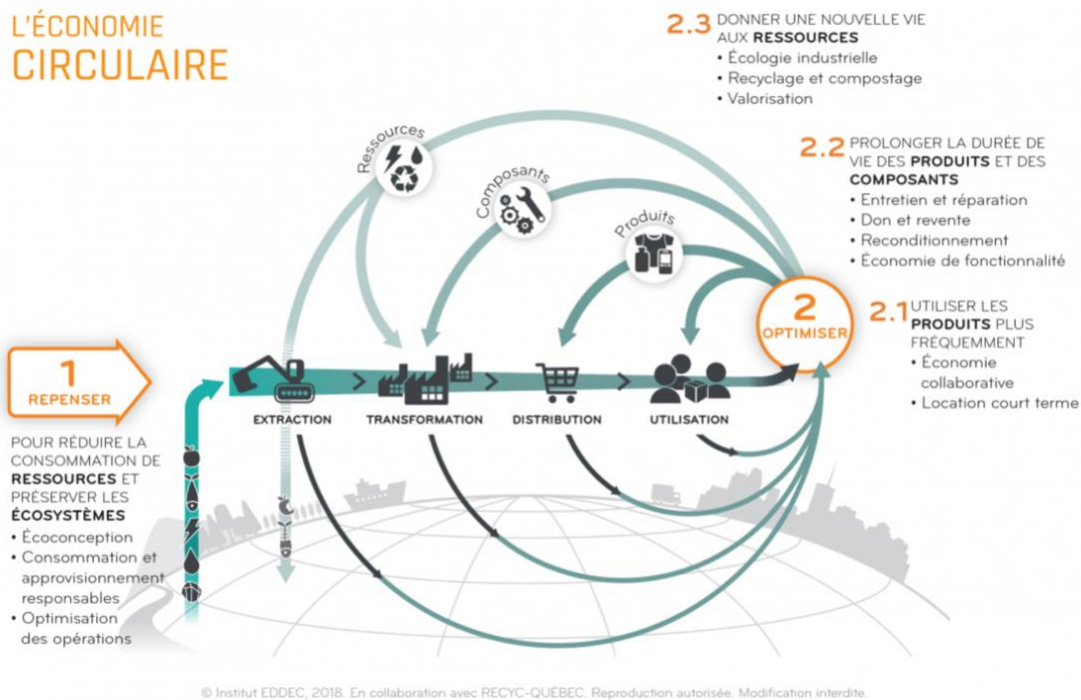 L'ÉCONOMIE
CIRCULAIRE
2.3 DONNER UNE NOUVELLE VIE
AUX RESSOURCES
• Écologie industrielle
• Recyclage et compostage
• Valorisation
2.2 PROLONGER LA DURÉE DE
VIE DES PRODUITS ET DES
COMPOSANTS
• Entretien et réparation
• Don et revente
• Reconditionnement
• Économie de fonctionnalité
2.1 UTILISER LES
PRODUITS PLUS
FRÉQUEMMENT
• Économie
collaborative
• Location court terme
Ressources
Composants
Produits
2
OPTIMISER
1
REPENSER
EXTRACTION
TRANSFORMATION
DISTRIBUTION
UTILISATION
POUR RÉDUIRE LA
CONSOMMATION DE
RESSOURCES ET
PRÉSERVER LES
ÉCOSYSTÈMES
• Écoconception
• Consommation et
approvisionnement
responsables
• Optimisation
des opérations
© Institut EDDEC, 2018. En collaboration avec RECYC-QUÉBEC. Reproduction autorisée. Modification interdite.